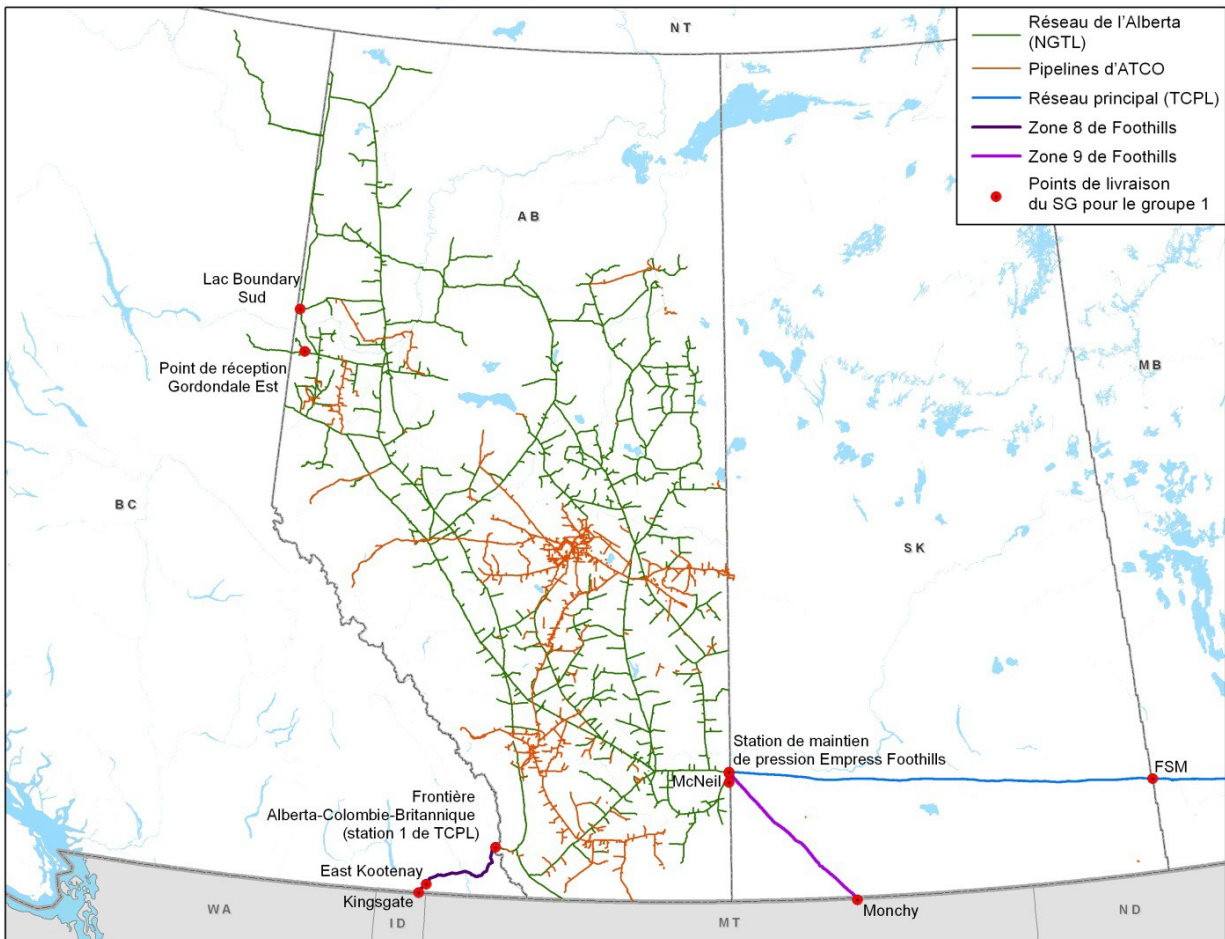 NT
Réseau de l'Alberta
(NGTL)
Pipelines d'ATCO
Réseau principal (TCPL)
Zone 8 de Foothills
Zone 9 de Foothills
Points de livraison
du SG pour le groupe 1
AB
Lac Boundary
Sud
Point de réception
Gordondale Est
MB
BC
SK
Station de maintien
de pression Empress Foothills
McNeil
FSM
Frontière
Alberta-Colombie-Britannique
(station 1 de TCPL)
East Kootenay
Kingsgate
Monchy
WA
ID
MT
ND